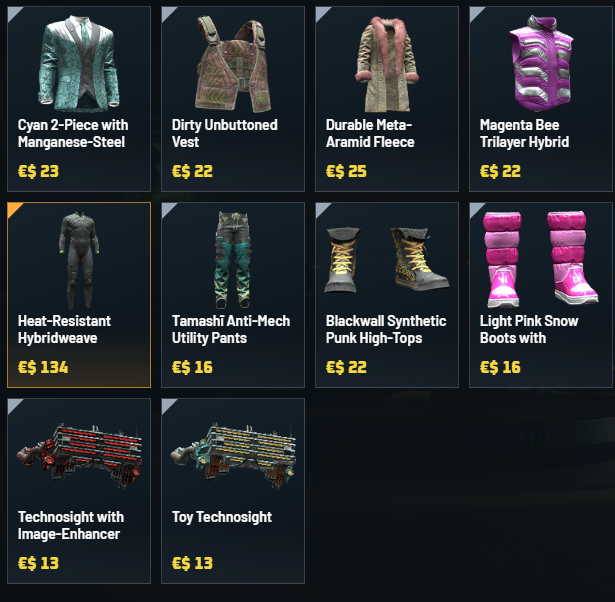 Cyan 2-Piece with
Manganese-Steel
€$ 23
Dirty Unbuttoned
Vest
€$ 22
Durable Meta-
Aramid Fleece
€$ 25
Magenta Bee
Trilayer Hybrid
€$ 22
Heat-Resistant
Hybridweave
€$ 134
Tamashī Anti-Mech
Utility Pants
€$ 16
Blackwall Synthetic
Punk High-Tops
€$ 22
Light Pink Snow
Boots with
€$ 16
Technosight with
Image-Enhancer
€$ 13
Toy Technosight
€$ 13